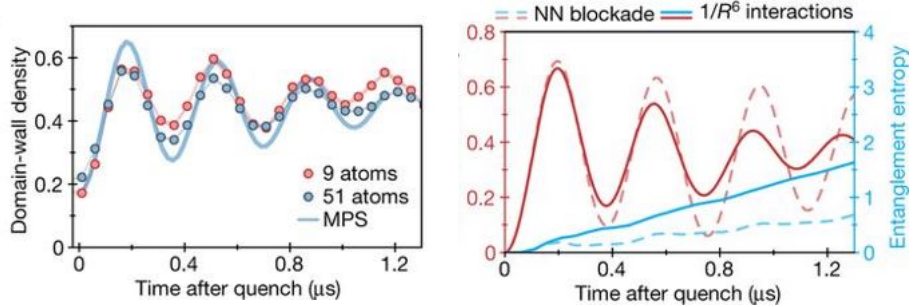 Domain-wall density
0.6
0.4
0.2
0
0
0.4
0.8
1.2
Time after quench (μs)
9 atoms
51 atoms
MPS
NN blockade
1/R⁶ interactions
0.8
0.6
0.4
0.2
0
4
3
2
1
0
Entanglement entropy
0
0.4
0.8
1.2
Time after quench (μs)